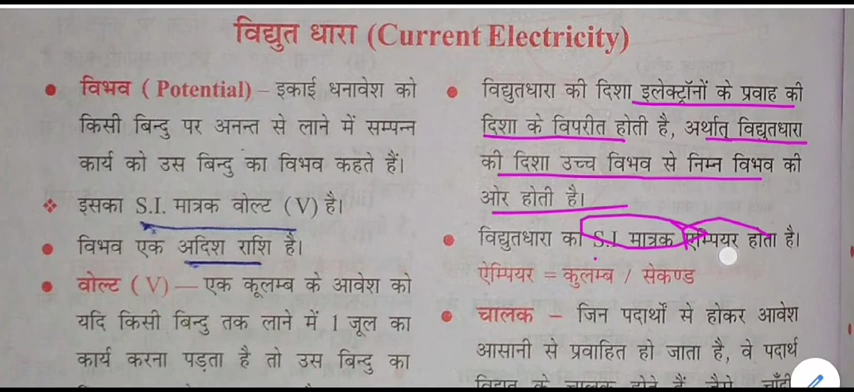 विद्युत धारा (Current Electricity)
विभव ( Potential) – इकाई धनावेश को
किसी बिन्दु पर अनन्त से लाने में सम्पन्न
कार्य को उस बिन्दु का विभव कहते हैं।
इसका S.I. मात्रक वोल्ट (V) है।
विभव एक अदिश राशि है।
वोल्ट (V) — एक कूलम्ब के आवेश को
यदि किसी बिन्दु तक लाने में 1 जूल का
कार्य करना पड़ता है तो उस बिन्दु का
विद्युतधारा की दिशा इलेक्ट्रॉनों के प्रवाह की
दिशा के विपरीत होती है, अर्थात् विद्युतधारा
की दिशा उच्च विभव से निम्न विभव की
ओर होती है।
विद्युतधारा का S.I मात्रक ऐम्पियर होता है।
ऐम्पियर = कुलम्ब / सेकण्ड
चालक – जिन पदार्थों से होकर आवेश
आसानी से प्रवाहित हो जाता है, वे पदार्थ